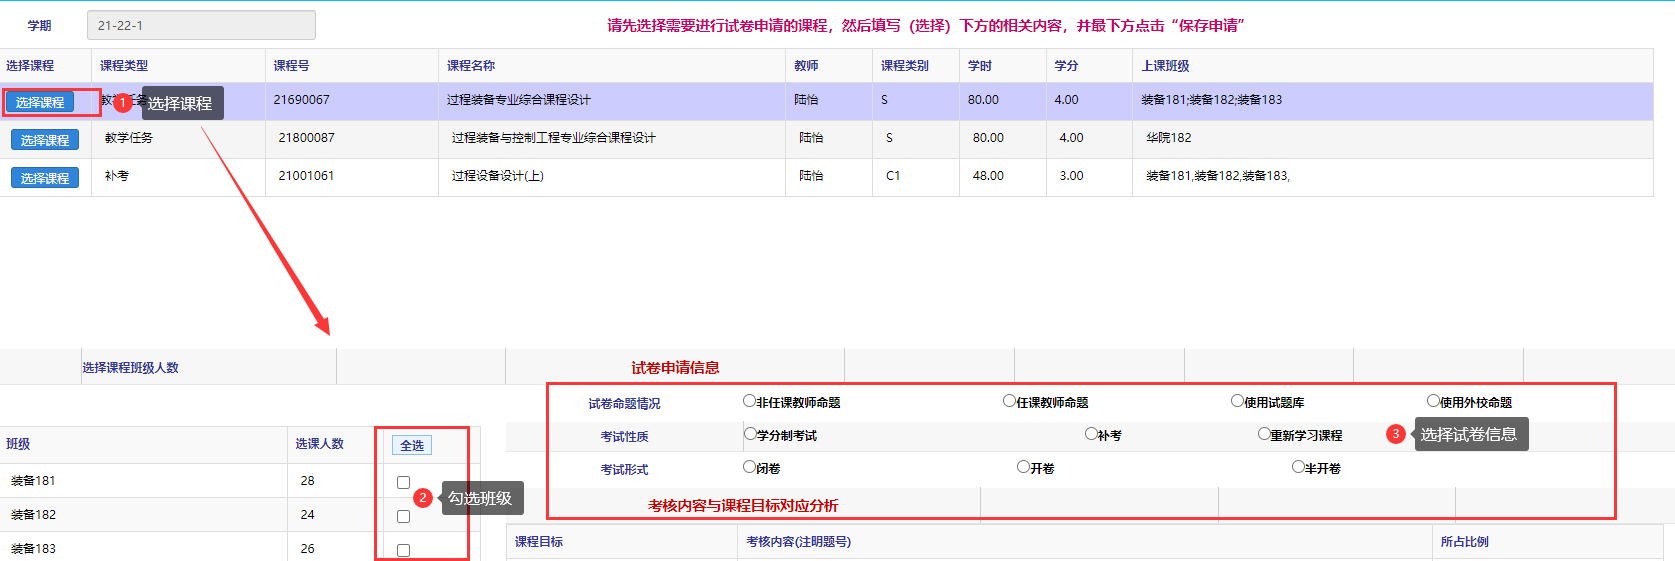 学期 21-22-1 请先选择需要进行试卷申请的课程，然后填写（选择）下方的相关内容，并最下方点击“保存申请”
选择课程 课程类型 课程号 课程名称 教师 课程类别 学时 学分 上课班级
选择课程 教学任务 1 选择课程 21690067 过程装备专业综合课程设计 陆怡 S 80.00 4.00 装备181;装备182;装备183
选择课程 教学任务 21800087 过程装备与控制工程专业综合课程设计 陆怡 S 80.00 4.00 华院182
选择课程 补考 21001061 过程设备设计(上) 陆怡 C1 48.00 3.00 装备181,装备182,装备183,
选择课程班级人数 试卷申请信息
试卷命题情况 非任课教师命题 任课教师命题 使用试题库 使用外校命题
考试性质 学分制考试 补考 重新学习课程 3 选择试卷信息
班级 选课人数 全选
考试形式 闭卷 开卷 半开卷
装备181 28
2 勾选班级
考核内容与课程目标对应分析
装备182 24
课程目标 考核内容(注明题号) 所占比例
装备183 26